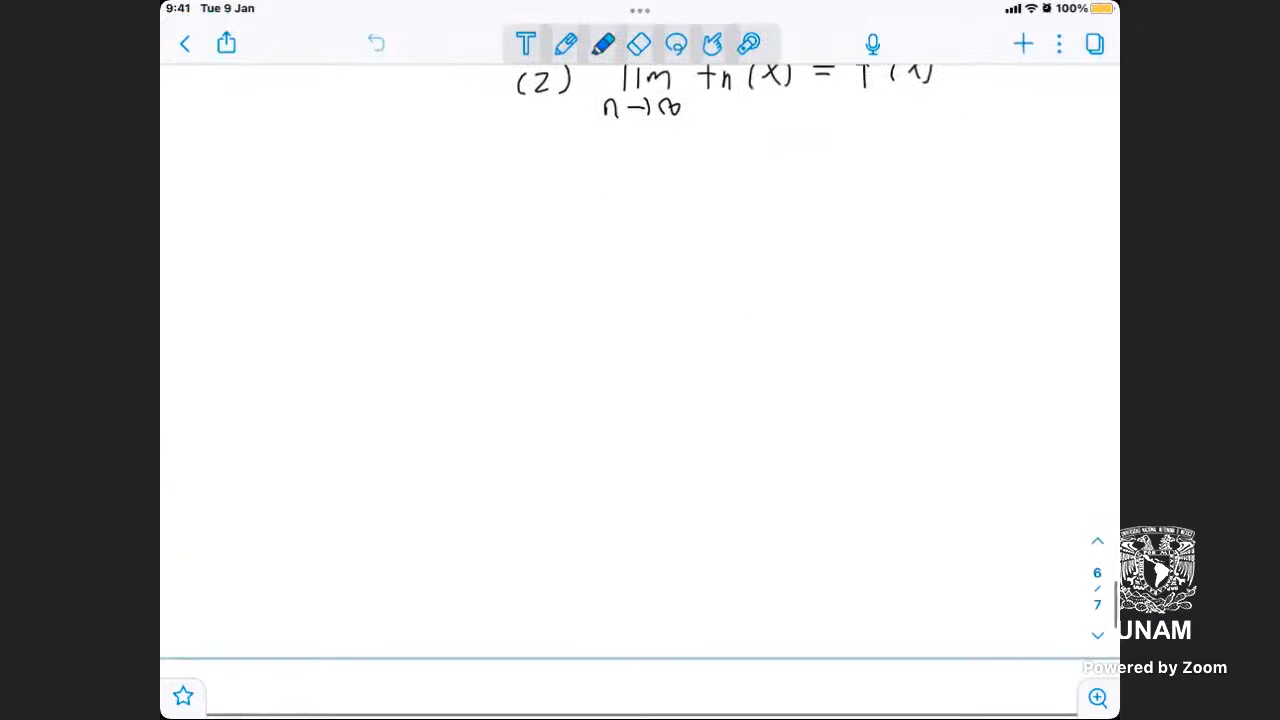 9:41 Tue 9 Jan 100%
(2) lim fn(x) = f(x)
n→∞
6
/
7
UNAM
Powered by Zoom